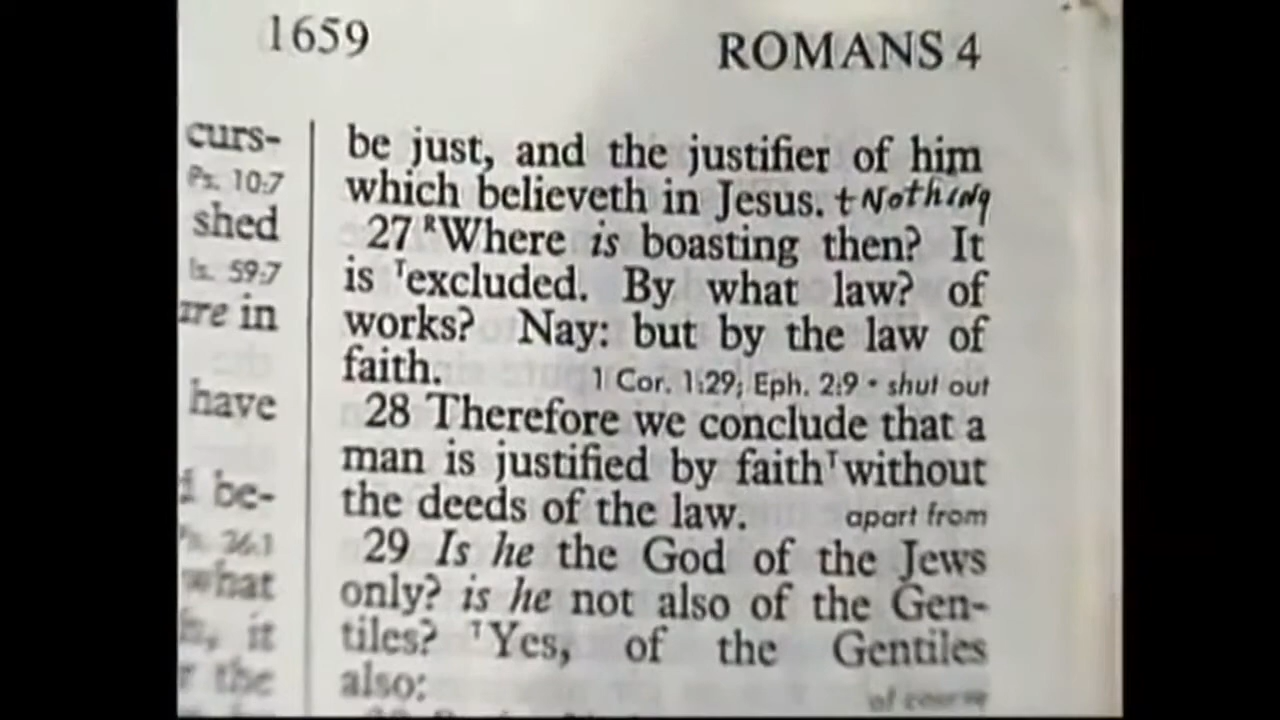 1659
ROMANS 4
curs-
Ps. 10:7
shed
Is. 59:7
are in
have
be-
Ps. 36:1
what
it
the
be just, and the justifier of him
which believeth in Jesus. + Nothing
27 ᴿWhere is boasting then? It
is ᵀexcluded. By what law? of
works? Nay: but by the law of
faith. 1 Cor. 1:29; Eph. 2:9 • shut out
28 Therefore we conclude that a
man is justified by faith ᵀwithout
the deeds of the law. apart from
29 Is he the God of the Jews
only? is he not also of the Gen-
tiles? ᵀYes, of the Gentiles
also: of course